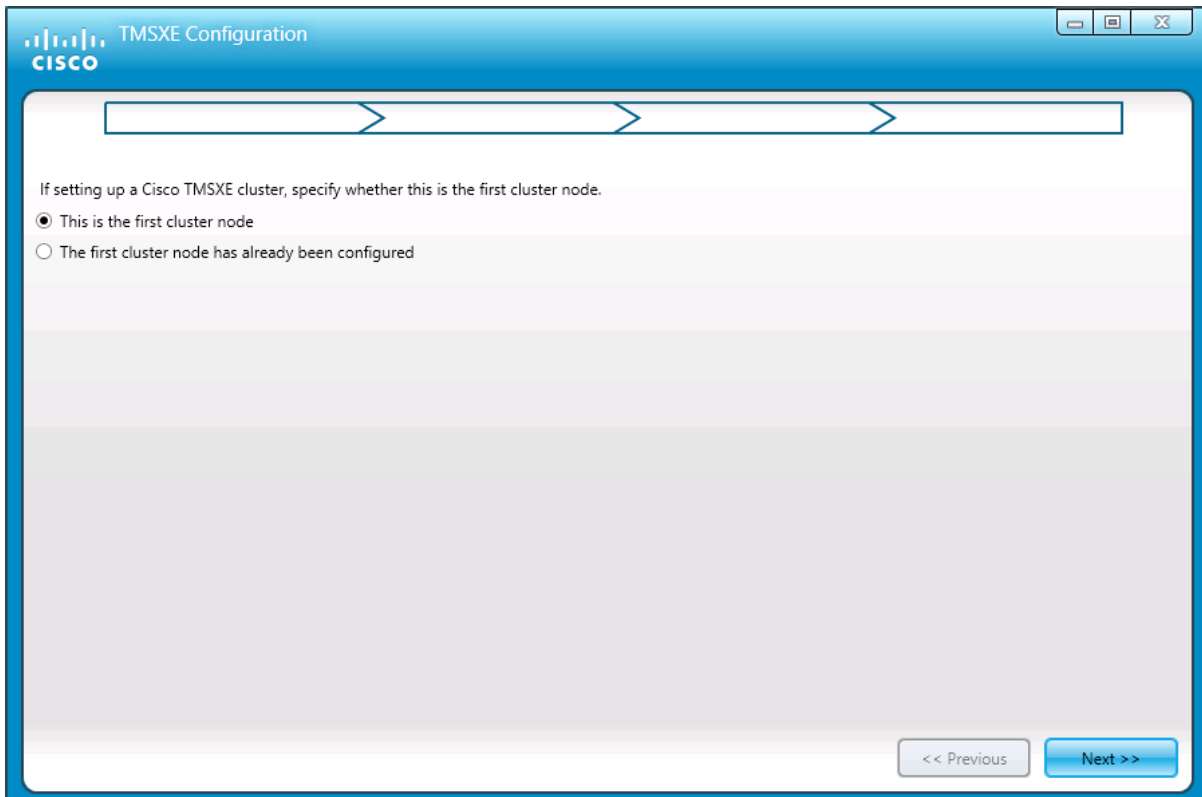 TMSXE Configuration
CISCO
If setting up a Cisco TMSXE cluster, specify whether this is the first cluster node.
This is the first cluster node
The first cluster node has already been configured
<< Previous
Next >>